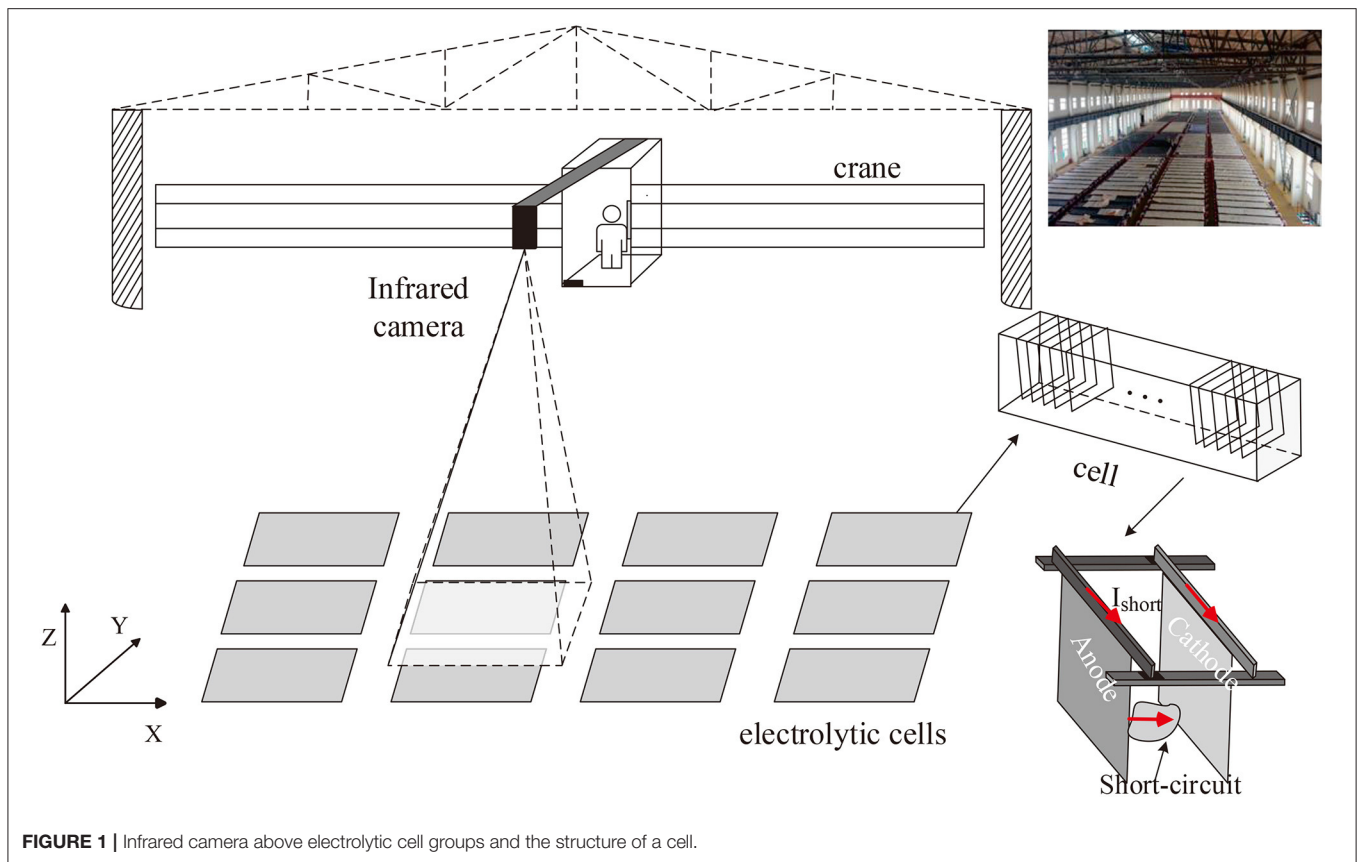 crane
Infrared
camera
cell
I_short
Anode
Cathode
Short-circuit
Z
Y
X
electrolytic cells
FIGURE 1 | Infrared camera above electrolytic cell groups and the structure of a cell.